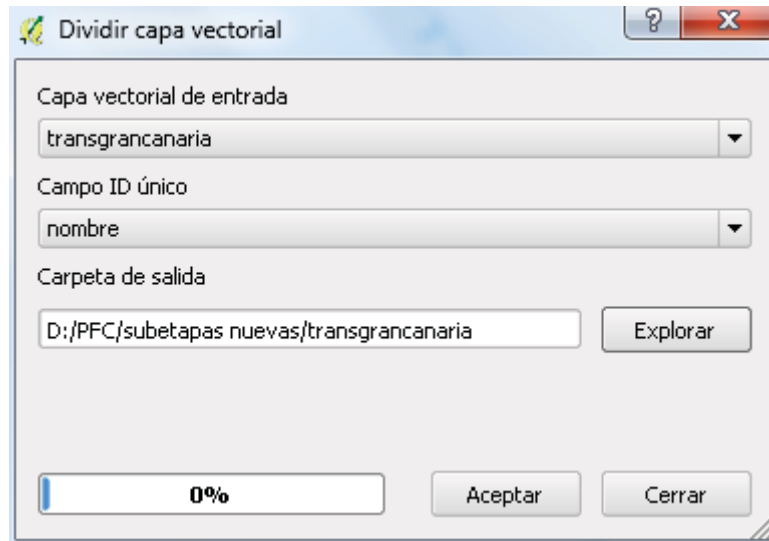 Dividir capa vectorial
?
Capa vectorial de entrada
transgrancanaria
Campo ID único
nombre
Carpeta de salida
D:/PFC/subetapas nuevas/transgrancanaria Explorar
0% Aceptar Cerrar